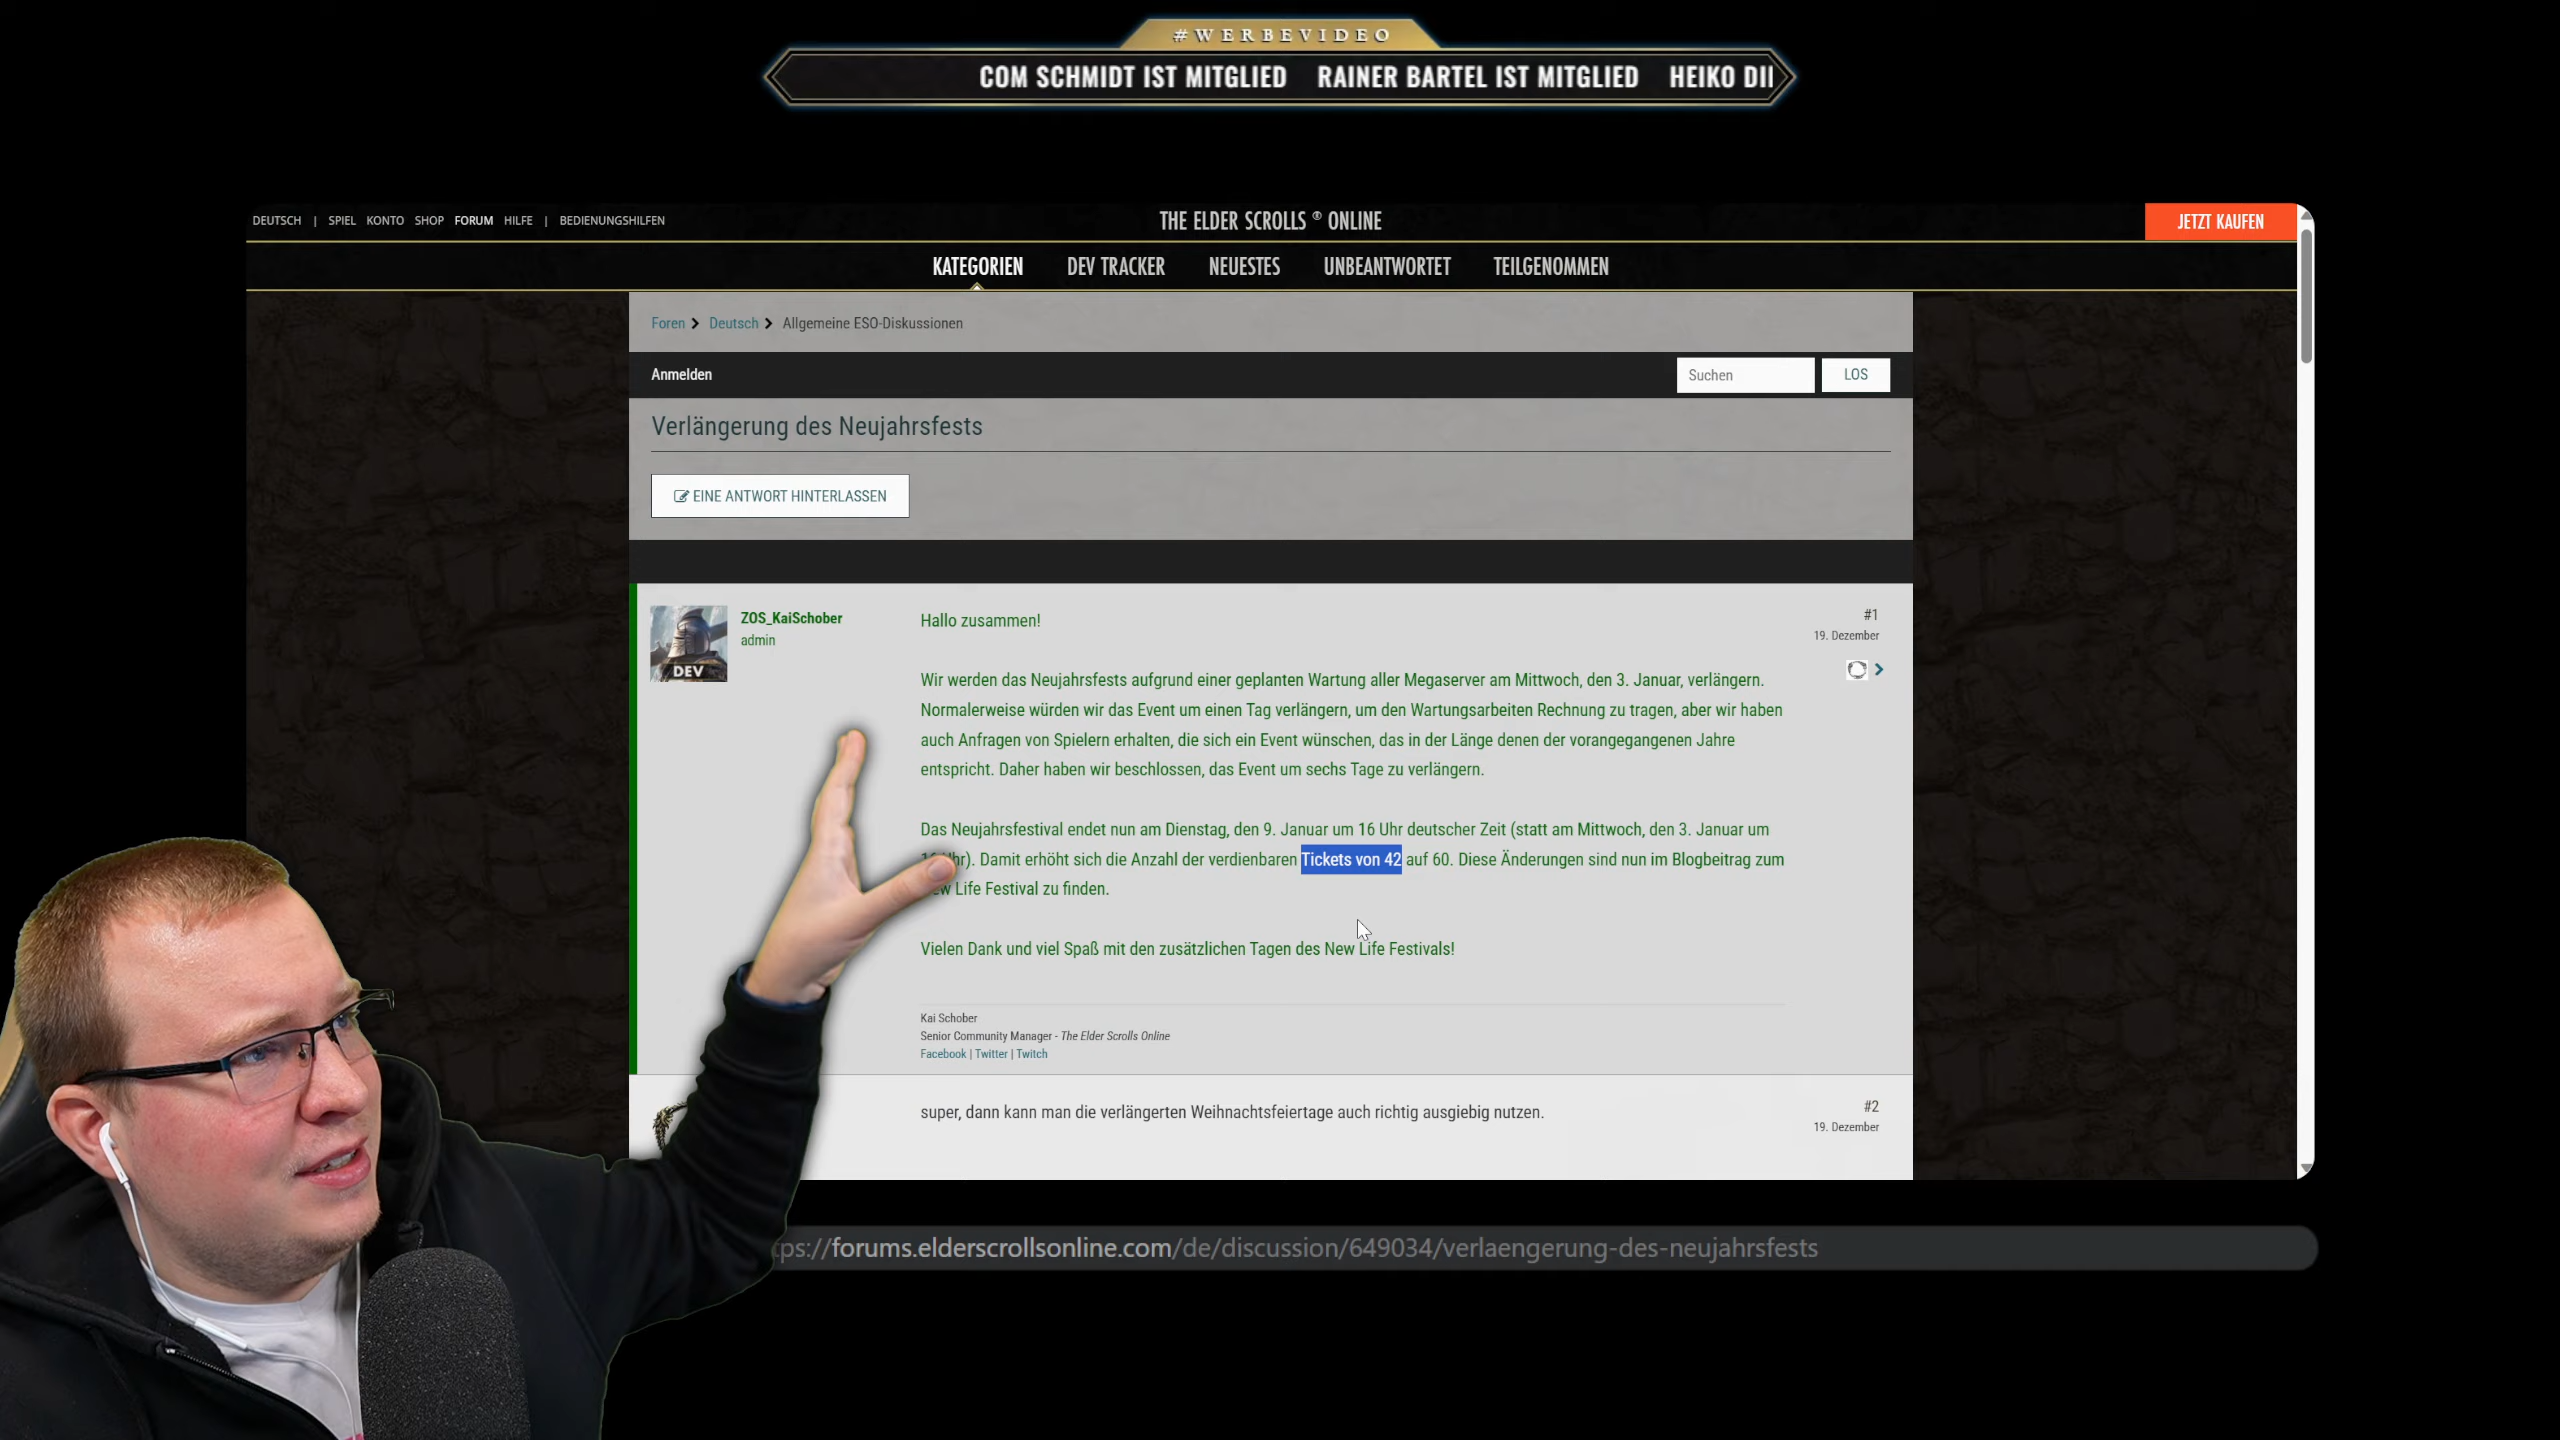 #WERBEVIDEO
COM SCHMIDT IST MITGLIED RAINER BARTEL IST MITGLIED HEIKO
DEUTSCH | SPIEL KONTO SHOP FORUM HILFE | BEDIENUNGSHILFEN
THE ELDER SCROLLS ® ONLINE
JETZT KAUFEN
KATEGORIEN DEV TRACKER NEUESTES UNBEANTWORTET TEILGENOMMEN
Foren > Deutsch > Allgemeine ESO-Diskussionen
Anmelden
Suchen
LOS
Verlängerung des Neujahrsfests
EINE ANTWORT HINTERLASSEN
ZOS_KaiSchober
admin
DEV
#1
19. Dezember
Hallo zusammen!
Wir werden das Neujahrsfests aufgrund einer geplanten Wartung aller Megaserver am Mittwoch, den 3. Januar, verlängern.
Normalerweise würden wir das Event um einen Tag verlängern, um den Wartungsarbeiten Rechnung zu tragen, aber wir haben
auch Anfragen von Spielern erhalten, die sich ein Event wünschen, das in der Länge denen der vorangegangenen Jahre
entspricht. Daher haben wir beschlossen, das Event um sechs Tage zu verlängern.
Das Neujahrsfestival endet nun am Dienstag, den 9. Januar um 16 Uhr deutscher Zeit (statt am Mittwoch, den 3. Januar um
Damit erhöht sich die Anzahl der verdienbaren Tickets von 42 auf 60. Diese Änderungen sind nun im Blogbeitrag zum
Life Festival zu finden.
Vielen Dank und viel Spaß mit den zusätzlichen Tagen des New Life Festivals!
Kai Schober
Senior Community Manager - The Elder Scrolls Online
Facebook | Twitter | Twitch
super, dann kann man die verlängerten Weihnachtsfeiertage auch richtig ausgiebig nutzen.
#2
19. Dezember
tps://forums.elderscrollsonline.com/de/discussion/649034/verlaengerung-des-neujahrsfests